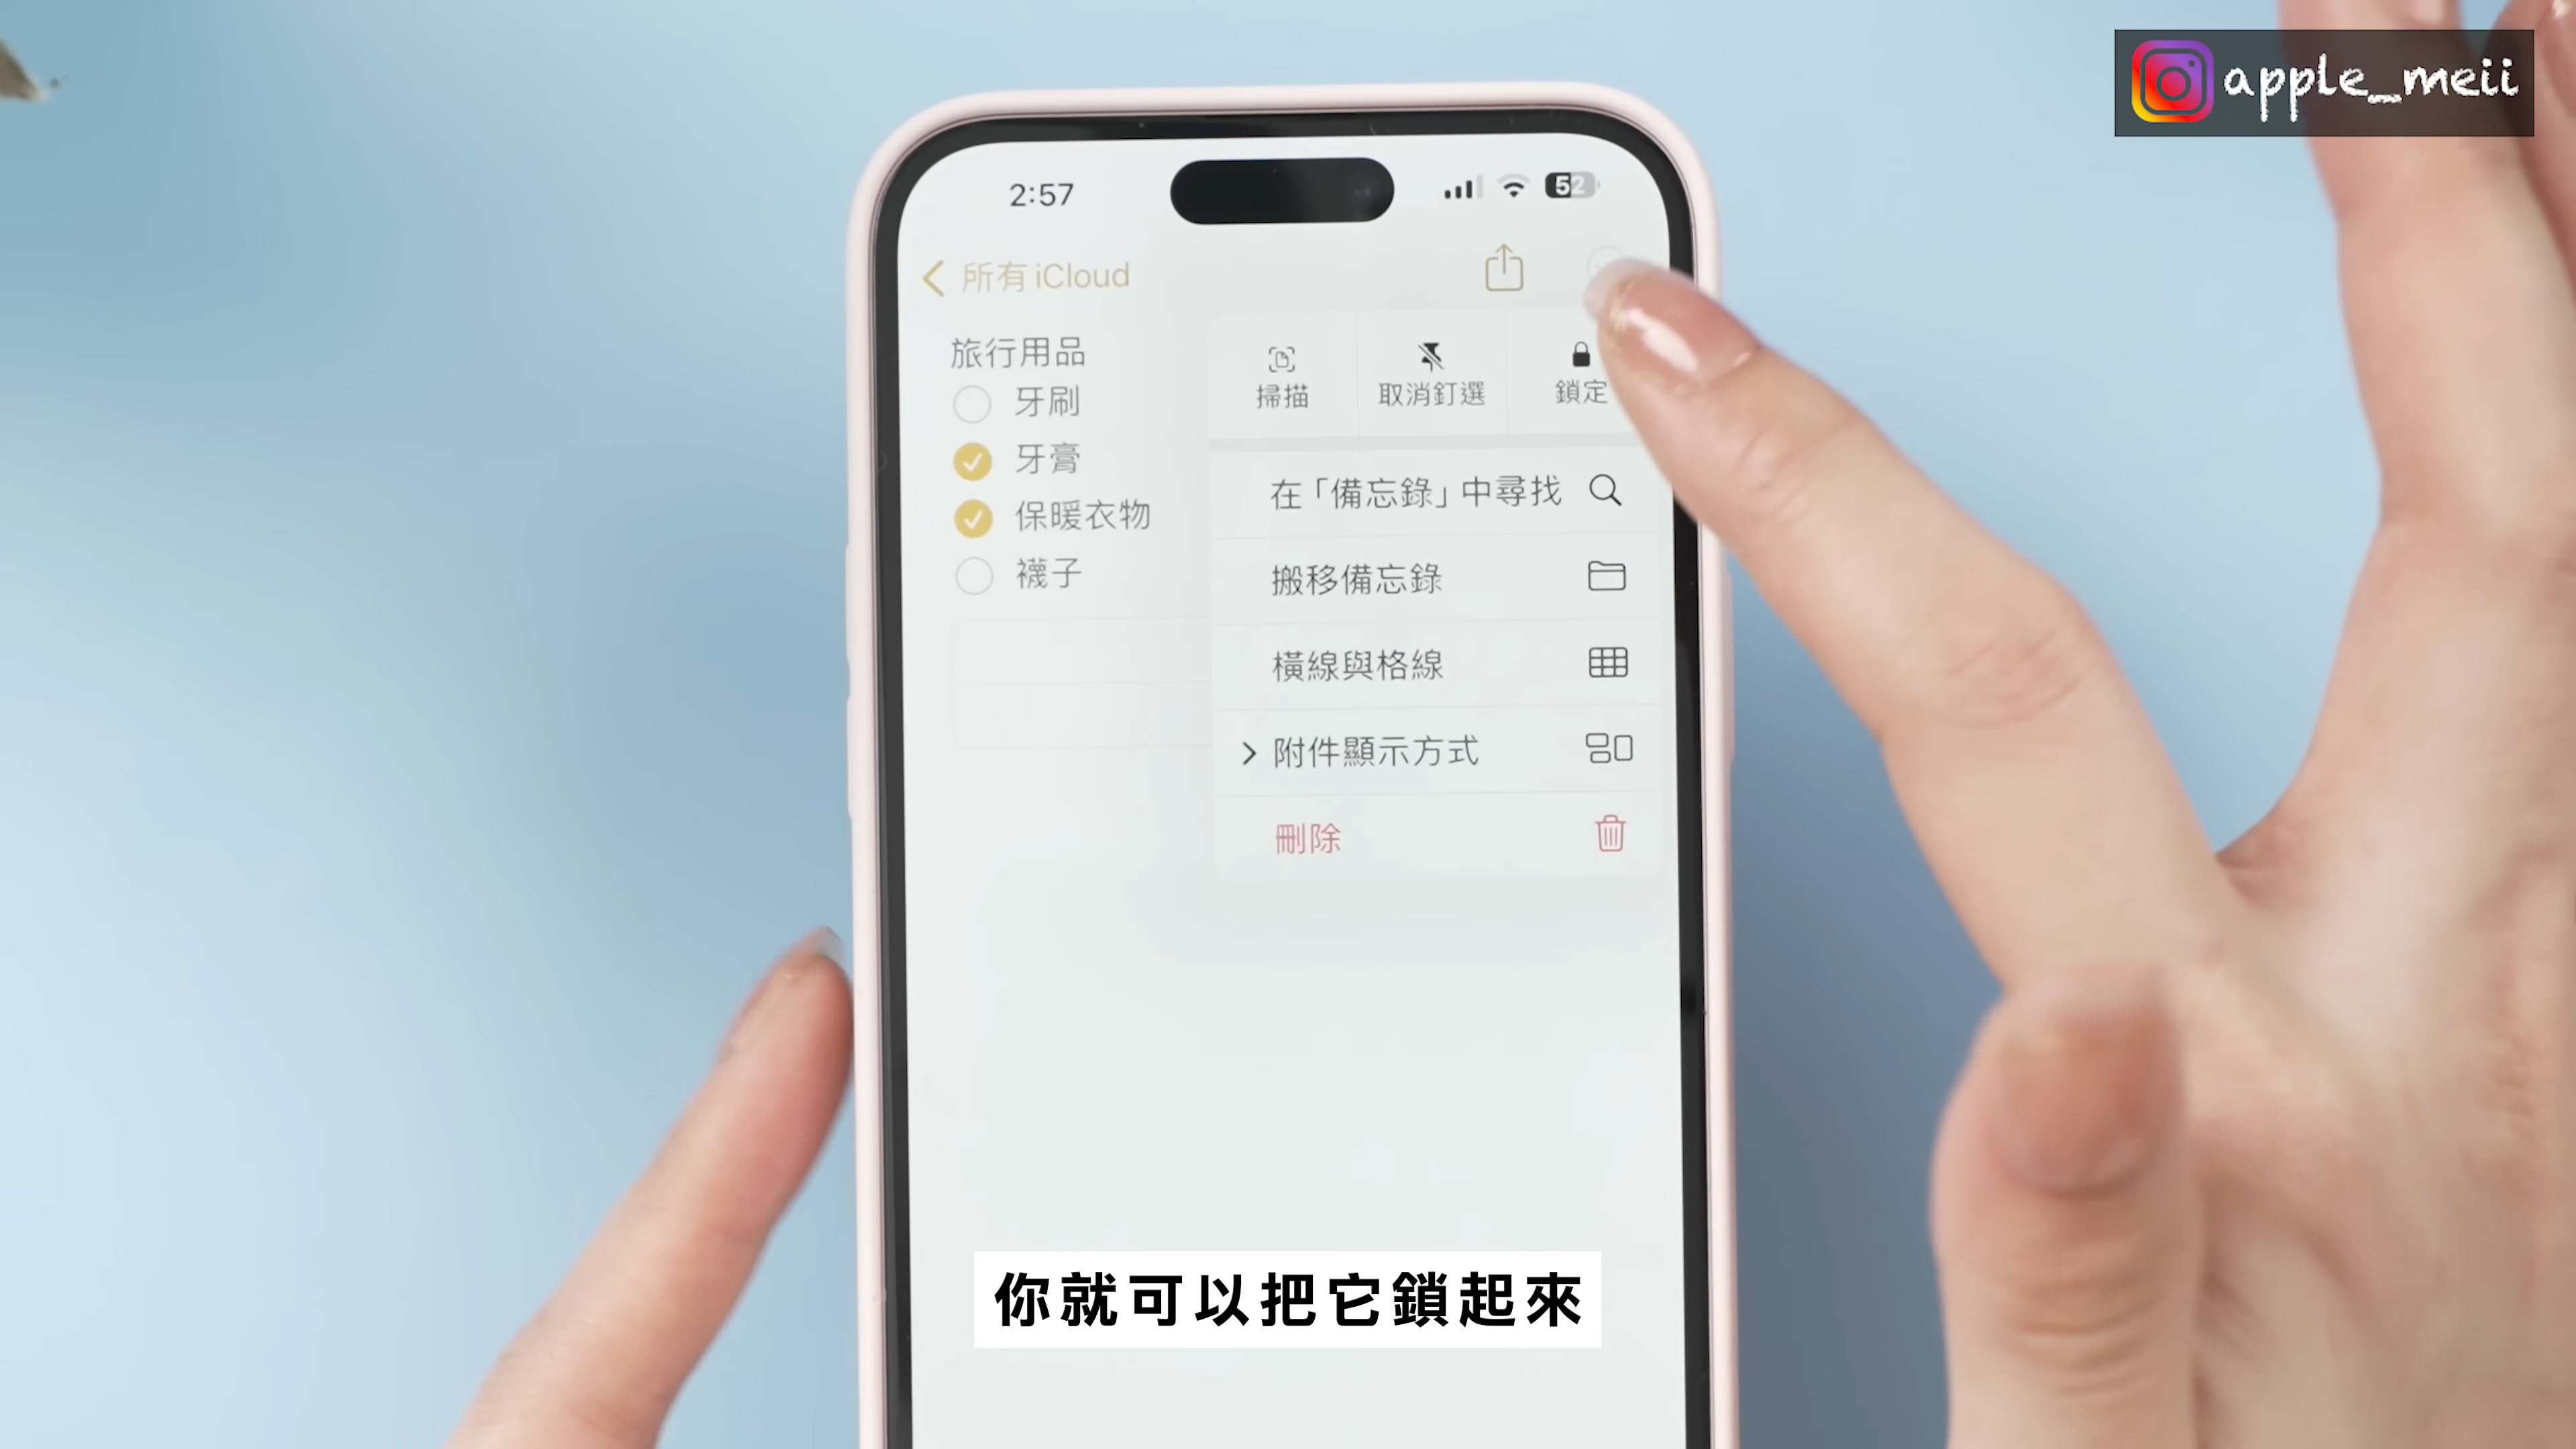 apple_meii
2:57
52
所有 iCloud
旅行用品
牙刷
牙膏
保暖衣物
襪子
掃描
取消釘選
鎖定
在「備忘錄」中尋找
搬移備忘錄
橫線與格線
附件顯示方式
刪除
你就可以把它鎖起來